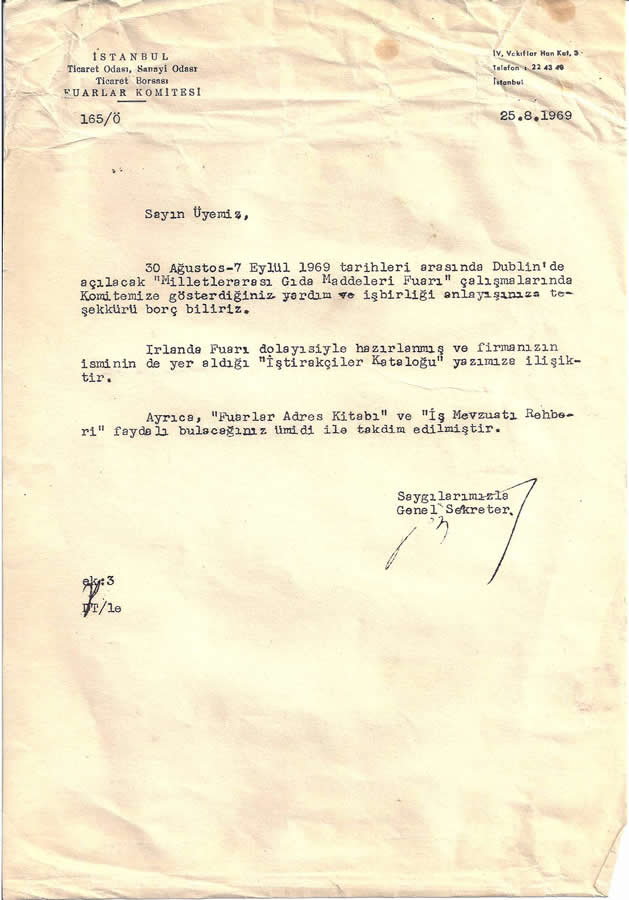 İSTANBUL
Ticaret Odası, Sanayi Odası
Ticaret Borsası
FUARLAR KOMİTESİ
IV. Vakıflar Han Kat, 3
Telefon : 22 43 49
İstanbul
165/Ö
25.8.1969
Sayın Üyemiz,
30 Ağustos-7 Eylül 1969 tarihleri arasında Dublin'de
açılacak "Milletlerarası Gıda Maddeleri Fuarı" çalışmalarında
Komitemize gösterdiğiniz yardım ve işbirliği anlayışınıza te-
şekkürü borç biliriz.
Irlanda Fuarı dolayısiyle hazırlanmış ve firmanızın
isminin de yer aldığı "İştirakçiler Kataloğu" yazımıza ilişik-
tir.
Ayrıca, "Fuarlar Adres Kitabı" ve "İş Mevzuatı Rehbe-
ri" faydalı bulacağınız ümidi ile takdim edilmiştir.
Saygılarımızla
Genel Sekreter.
ek:3
/le